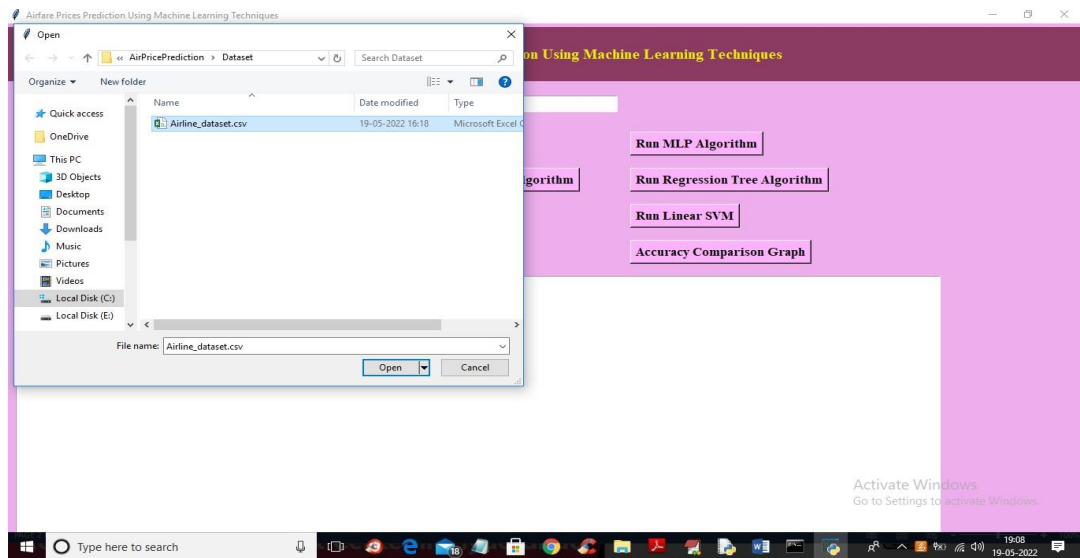 Airfare Prices Prediction Using Machine Learning Techniques
Open
« AirPricePrediction > Dataset
Search Dataset
on Using Machine Learning Techniques
Organize
New folder
Quick access
OneDrive
This PC
3D Objects
Desktop
Documents
Downloads
Music
Pictures
Videos
Local Disk (C:)
Local Disk (E:)
Name
Date modified
Type
Airline_dataset.csv
19-05-2022 16:18
Microsoft Excel C
Run MLP Algorithm
lgorithm
Run Regression Tree Algorithm
Run Linear SVM
Accuracy Comparison Graph
File name:
Airline_dataset.csv
Open
Cancel
Activate Windows
Go to Settings to activate Windows.
Type here to search
18
19:08
19-05-2022